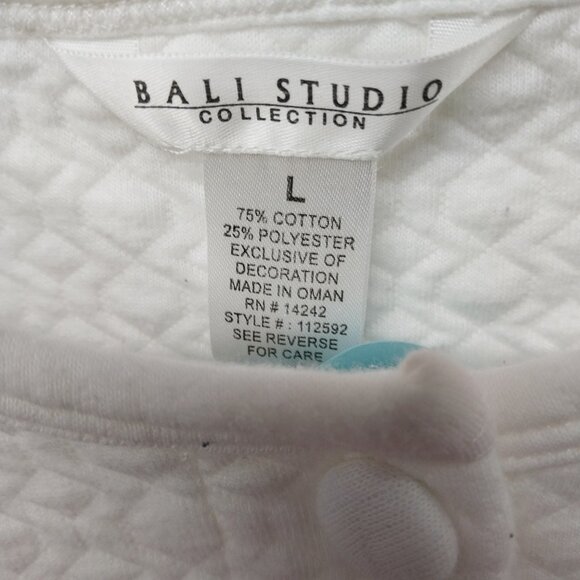 BALI STUDIO
COLLECTION
L
75% COTTON
25% POLYESTER
EXCLUSIVE OF
DECORATION
MADE IN OMAN
RN # 14242
STYLE # : 112592
SEE REVERSE
FOR CARE